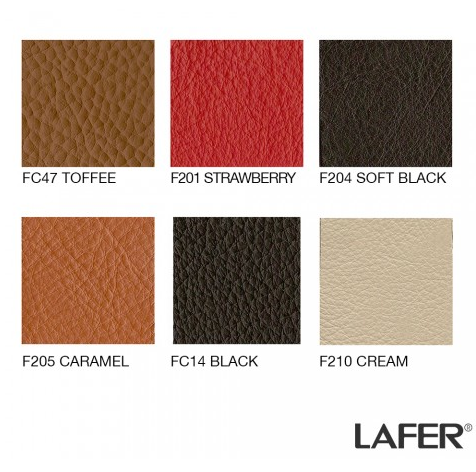 FC47 TOFFEE
F201 STRAWBERRY
F204 SOFT BLACK
F205 CARAMEL
FC14 BLACK
F210 CREAM
LAFER®